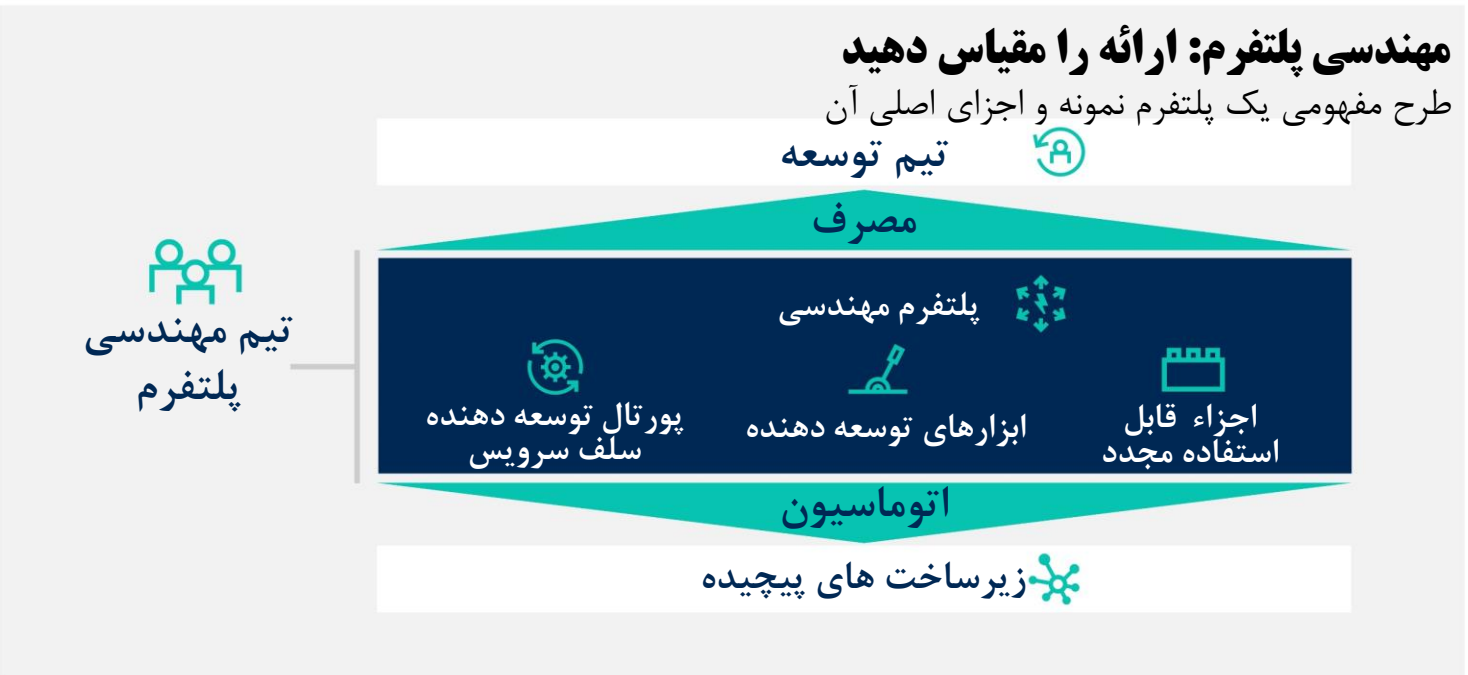 مهندسی پلتفرم: ارائه را مقیاس دهید
طرح مفهومی یک پلتفرم نمونه و اجزای اصلی آن
تیم توسعه
مصرف
پلتفرم مهندسی
اجزاء قابل
استفاده مجدد
ابزارهای توسعه دهنده
پورتال توسعه دهنده
سلف سرویس
تیم مهندسی
پلتفرم
اتوماسیون
زیرساخت های پیچیده